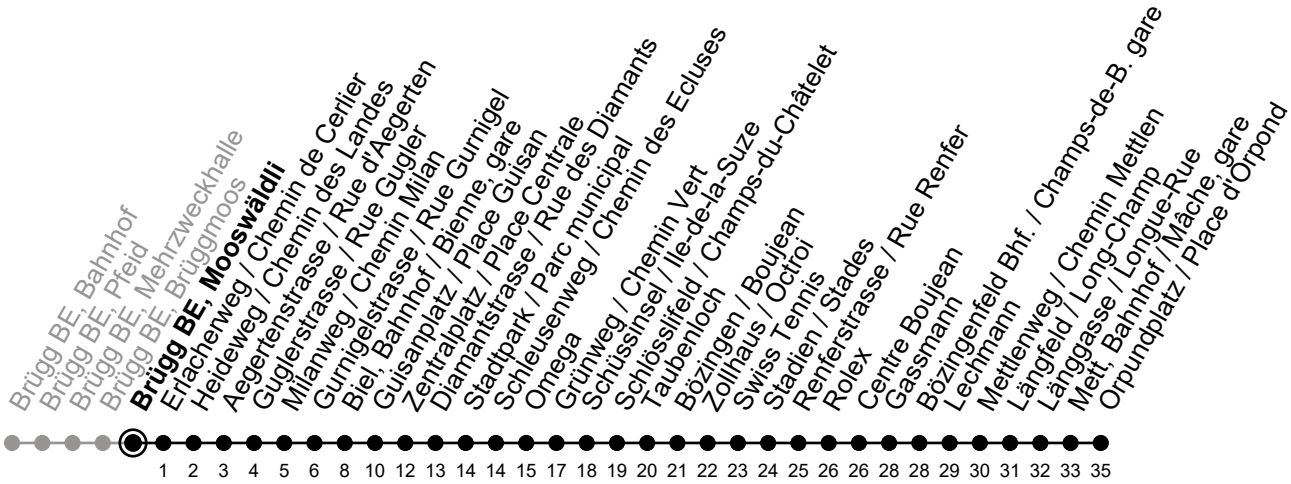 Brügg BE, Bahnhof
Brügg BE, Pfeid
Brügg BE, Mehrzweckhalle
Brügg BE, Brüggmoos
Brügg BE, Mooswäldli
Erlacherweg / Chemin de Cerlier
Heideweg / Chemin des Landes
Aegertenstrasse / Rue d'Aegerten
Guglerstrasse / Rue Gugler
Milanweg / Chemin Milan
Gurnigelstrasse / Rue Gurnigel
Biel, Bahnhof / Bienne, gare
Guisanplatz / Place Guisan
Zentralplatz / Place Centrale
Diamantstrasse / Rue des Diamants
Stadtpark / Parc municipal
Schleusenweg / Chemin des Ecluses
Omega
Grünweg / Chemin Vert
Schüssinsel / Ile-de-la-Suze
Schlösslifeld / Champs-du-Châtelet
Taubenloch
Bözingen / Boujean
Zollhaus / Octroi
Swiss Tennis
Stadien / Stades
Renferstrasse / Rue Renfer
Rolex
Centre Boujean
Gassmann
Bözingenfeld Bhf. / Champs-de-B. gare
Lechmann
Mettlenweg / Chemin Mettlen
Längfeld / Long-Champ
Länggasse / Longue-Rue
Mett, Bahnhof / Mâche, gare
Orpundplatz / Place d'Orpond
1 2 3 4 5 6 8 10 12 13 14 14 15 17 18 19 20 21 22 23 24 25 26 26 28 28 29 30 31 32 33 35